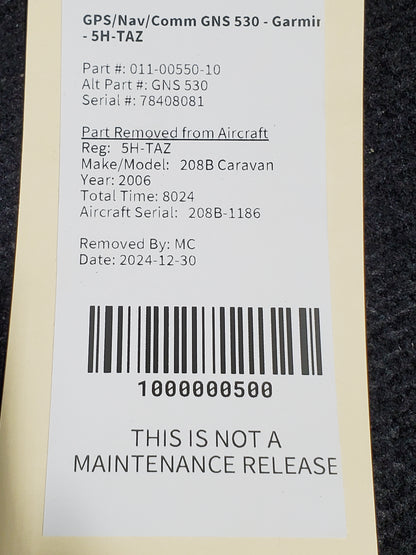 GPS/Nav/Comm GNS 530 - Garmin
- 5H-TAZ
Part #: 011-00550-10
Alt Part #: GNS 530
Serial #: 78408081
Part Removed from Aircraft
Reg: 5H-TAZ
Make/Model: 208B Caravan
Year: 2006
Total Time: 8024
Aircraft Serial: 208B-1186
Removed By: MC
Date: 2024-12-30
1000000500
THIS IS NOT A
MAINTENANCE RELEASE